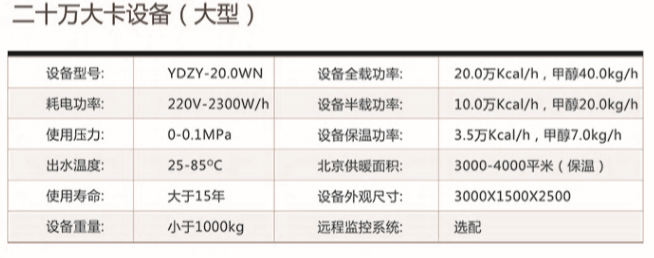 二十万大卡设备（大型）
设备型号: YDZY-20.0WN 设备全载功率: 20.0万Kcal/h，甲醇40.0kg/h
耗电功率: 220V-2300W/h 设备半载功率: 10.0万Kcal/h，甲醇20.0kg/h
使用压力: 0-0.1MPa 设备保温功率: 3.5万Kcal/h，甲醇7.0kg/h
出水温度: 25-85℃ 北京供暖面积: 3000-4000平米（保温）
使用寿命: 大于15年 设备外观尺寸: 3000X1500X2500
设备重量: 小于1000kg 远程监控系统: 选配